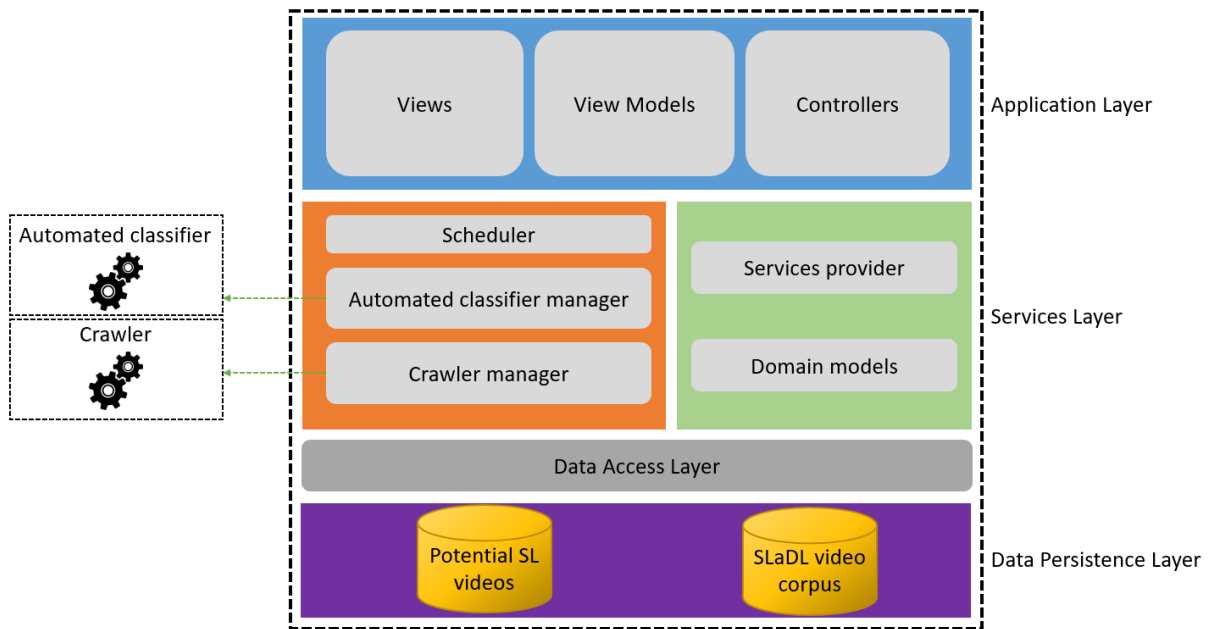 Views
View Models
Controllers
Application Layer
Automated classifier
Crawler
Scheduler
Automated classifier manager
Crawler manager
Services provider
Domain models
Services Layer
Data Access Layer
Potential SL
videos
SLaDL video
corpus
Data Persistence Layer